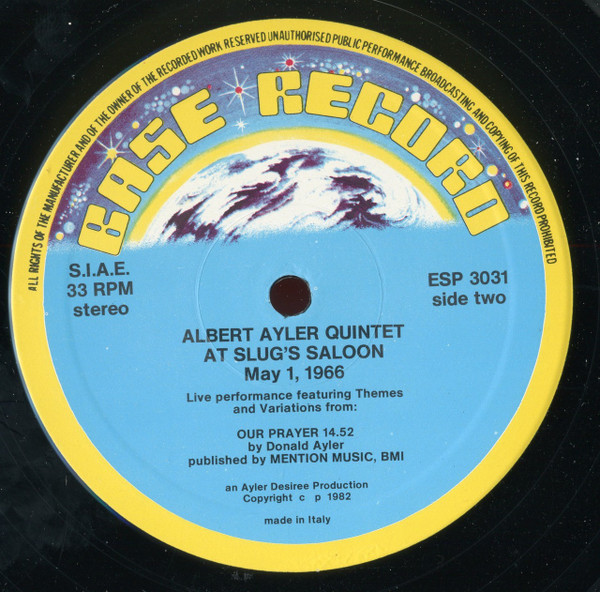 ALL RIGHTS OF THE MANUFACTURER AND OF THE OWNER OF THE RECORDED WORK RESERVED UNAUTHORISED PUBLIC PERFORMANCE BROADCASTING AND COPYING OF THIS RECORD PROHIBITED
BASE RECORD
S.I.A.E.
33 RPM
stereo
ESP 3031
side two
ALBERT AYLER QUINTET
AT SLUG'S SALOON
May 1, 1966
Live performance featuring Themes
and Variations from:
OUR PRAYER 14.52
by Donald Ayler
published by MENTION MUSIC, BMI
an Ayler Desiree Production
Copyright c p 1982
made in Italy